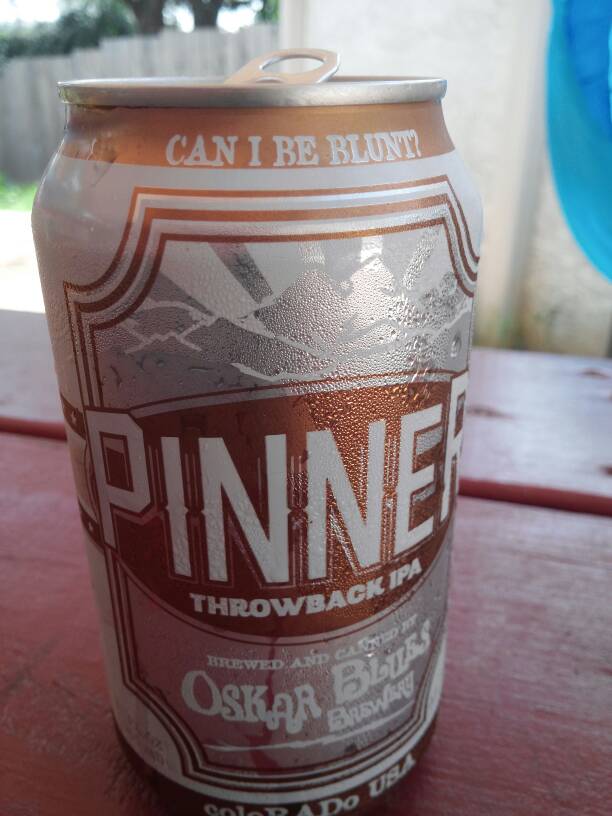 CAN I BE BLUNT?
PINNER
THROWBACK IPA
BREWED AND CANNED BY
OSKAR BLUES
BREWERY
coloRADo USA